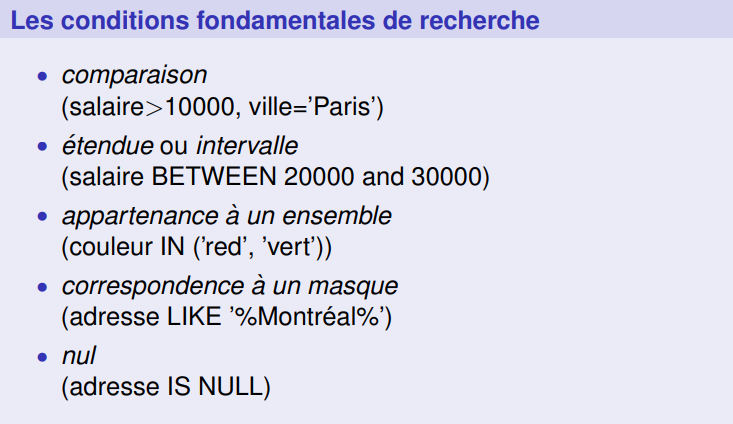 Les conditions fondamentales de recherche
• comparaison
(salaire>10000, ville=’Paris’)
• étendue ou intervalle
(salaire BETWEEN 20000 and 30000)
• appartenance à un ensemble
(couleur IN (’red’, ’vert’))
• correspondence à un masque
(adresse LIKE ’%Montréal%’)
• nul
(adresse IS NULL)